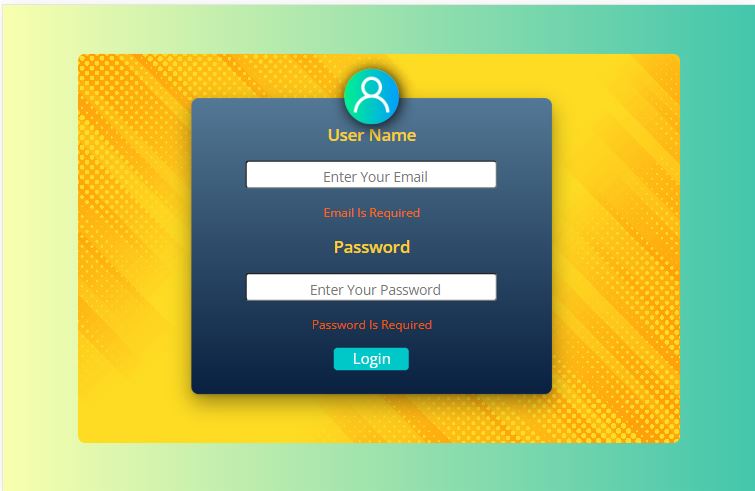 User Name
Enter Your Email
Email Is Required
Password
Enter Your Password
Password Is Required
Login